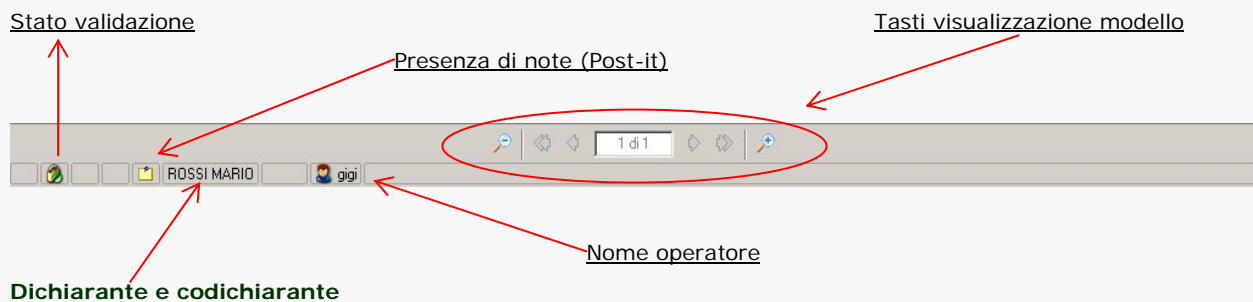 Stato validazione
Tasti visualizzazione modello
Presenza di note (Post-it)
1 di 1
ROSSI MARIO
gigi
Nome operatore
Dichiarante e codichiarante